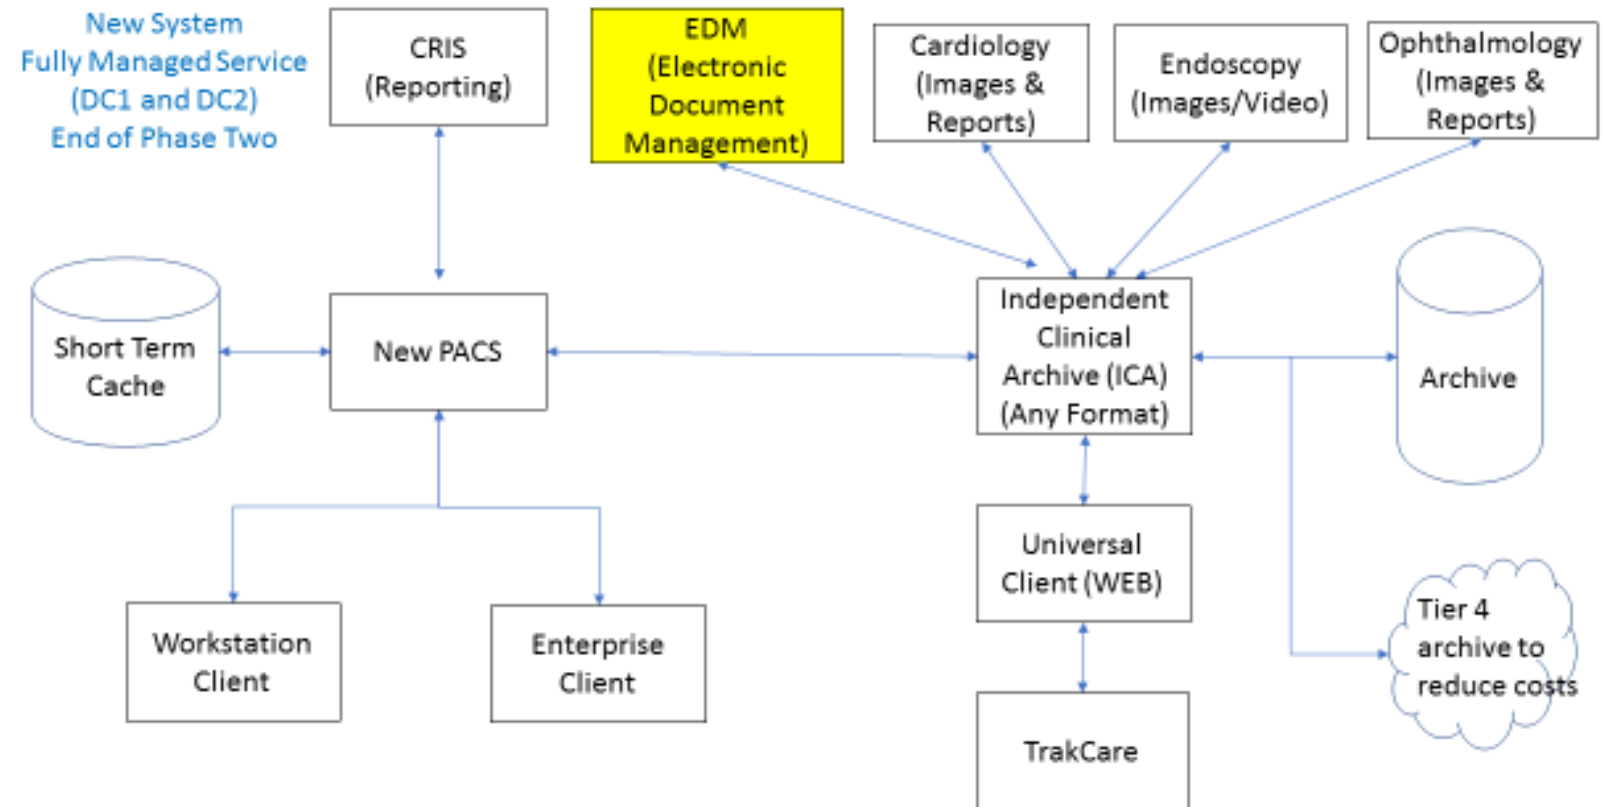 New System
Fully Managed Service
(DC1 and DC2)
End of Phase Two
CRIS
(Reporting)
EDM
(Electronic
Document
Management)
Cardiology
(Images &
Reports)
Endoscopy
(Images/Video)
Ophthalmology
(Images &
Reports)
Short Term
Cache
New PACS
Independent
Clinical
Archive (ICA)
(Any Format)
Archive
Universal
Client (WEB)
Workstation
Client
Enterprise
Client
Tier 4
archive to
reduce costs
TrakCare